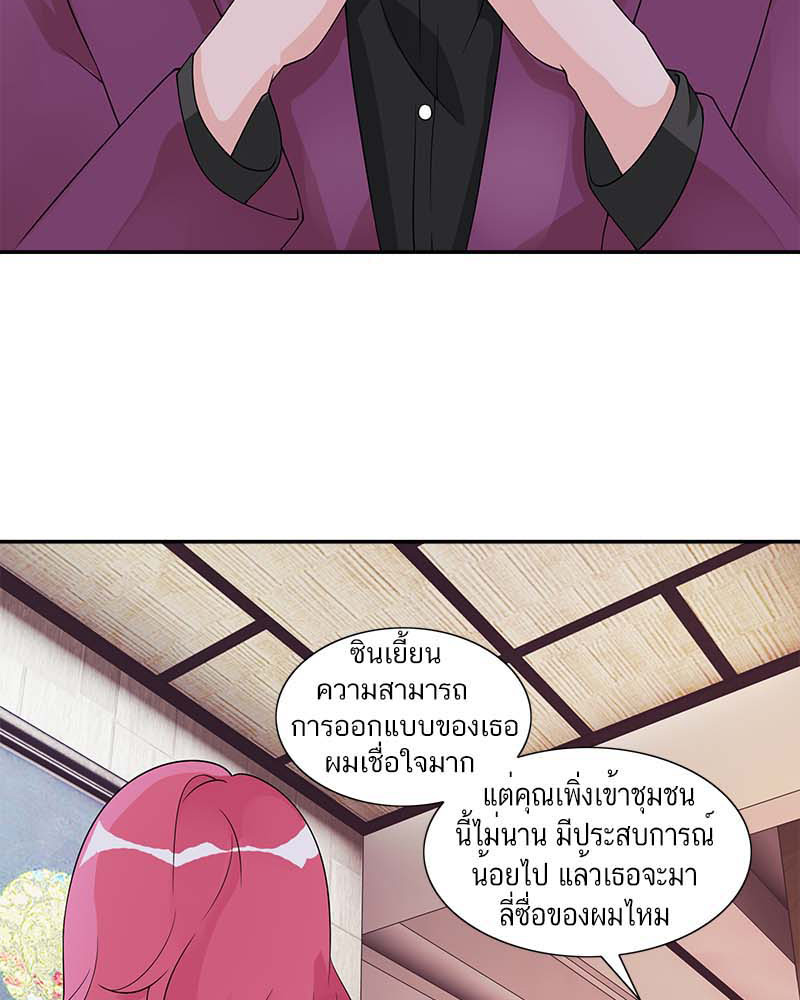 ซินเยี้ยน
ความสามารถ
การออกแบบของเธอ
ผมเชื่อใจมาก
แต่คุณเพิ่งเข้าชุมชน
นี้ไม่นาน มีประสบการณ์
น้อยไป แล้วเธอจะมา
ลี่ซื่อของผมไหม